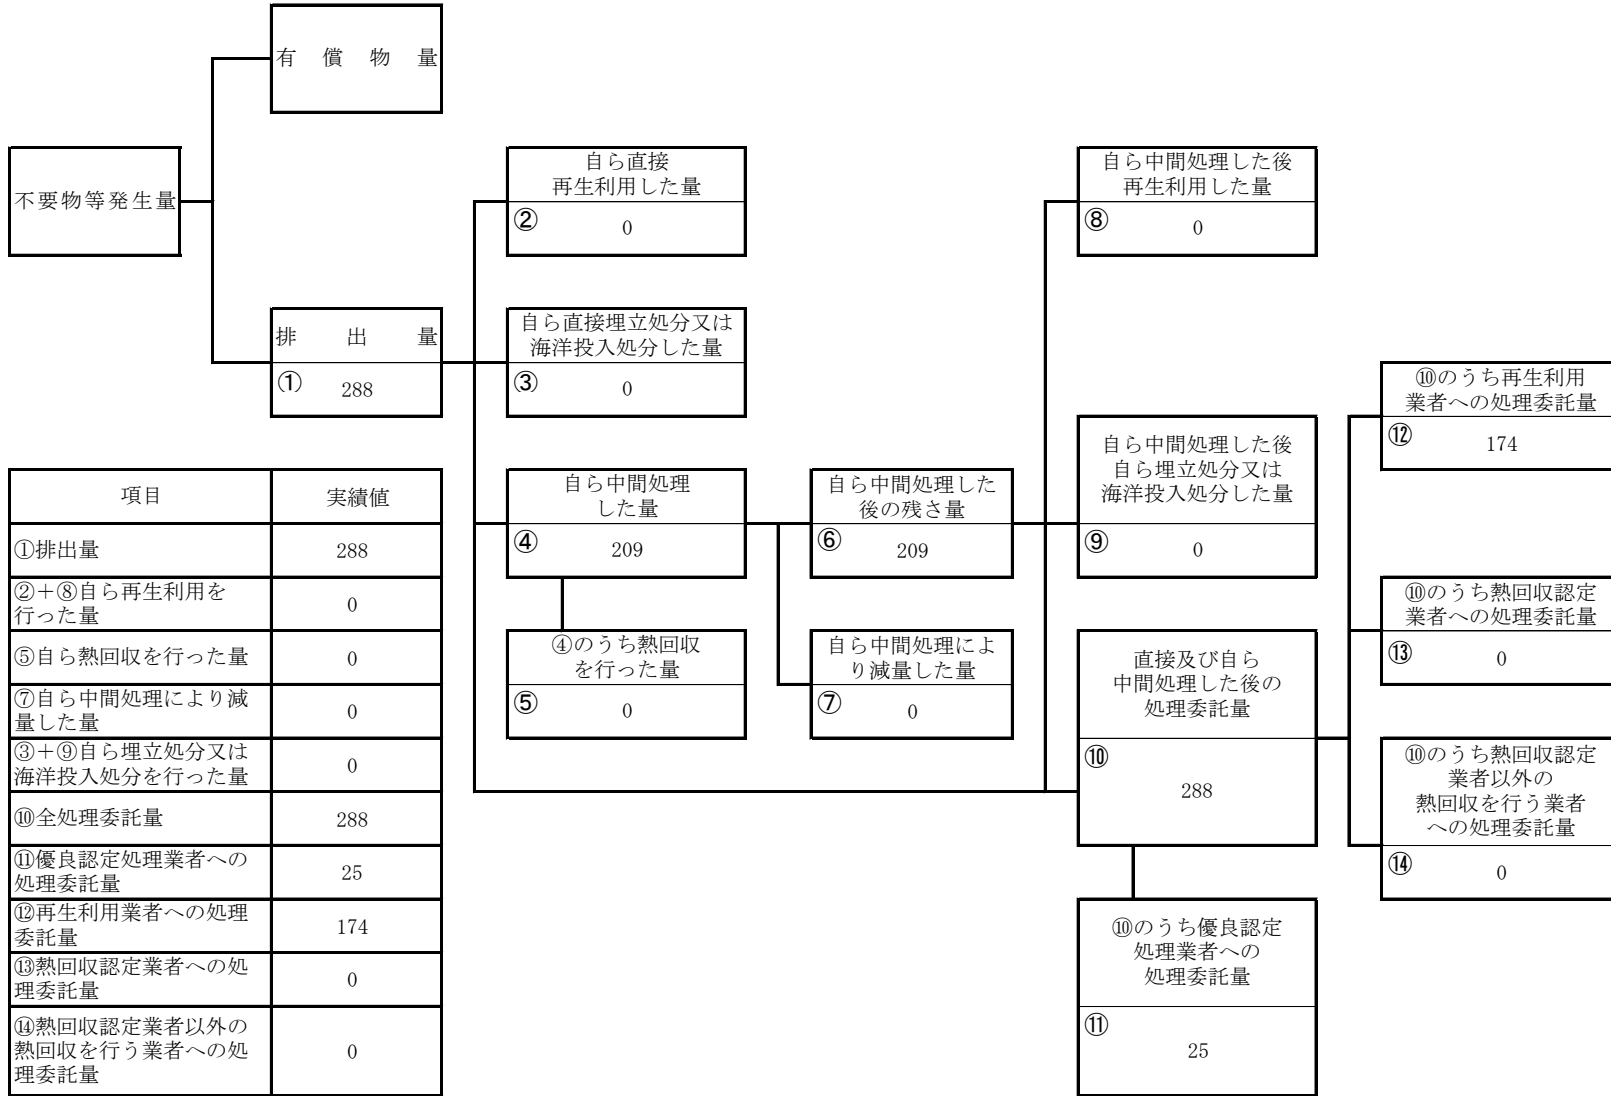 有償物量
不要物等発生量
排出量
① 288
自ら直接
再生利用した量
② 0
自ら直接埋立処分又は
海洋投入処分した量
③ 0
自ら中間処理
した量
④ 209
④のうち熱回収
を行った量
⑤ 0
自ら中間処理した
後の残さ量
⑥ 209
自ら中間処理によ
り減量した量
⑦ 0
自ら中間処理した後
再生利用した量
⑧ 0
自ら中間処理した後
自ら埋立処分又は
海洋投入処分した量
⑨ 0
直接及び自ら
中間処理した後の
処理委託量
⑩
288
⑩のうち優良認定
処理業者への
処理委託量
⑪
25
⑩のうち再生利用
業者への処理委託量
⑫ 174
⑩のうち熱回収認定
業者への処理委託量
⑬ 0
⑩のうち熱回収認定
業者以外の
熱回収を行う業者
への処理委託量
⑭ 0
項目 実績値
①排出量 288
②＋⑧自ら再生利用を
行った量 0
⑤自ら熱回収を行った量 0
⑦自ら中間処理により減
量した量 0
③＋⑨自ら埋立処分又は
海洋投入処分を行った量 0
⑩全処理委託量 288
⑪優良認定処理業者への
処理委託量 25
⑫再生利用業者への処理
委託量 174
⑬熱回収認定業者への処
理委託量 0
⑭熱回収認定業者以外の
熱回収を行う業者への処
理委託量 0